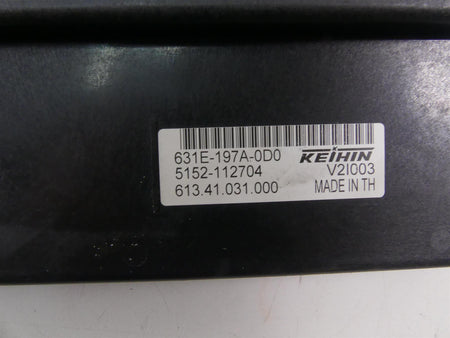 631E-197A-0D0 KEIHIN
5152-112704 V2I003
613.41.031.000 MADE IN TH